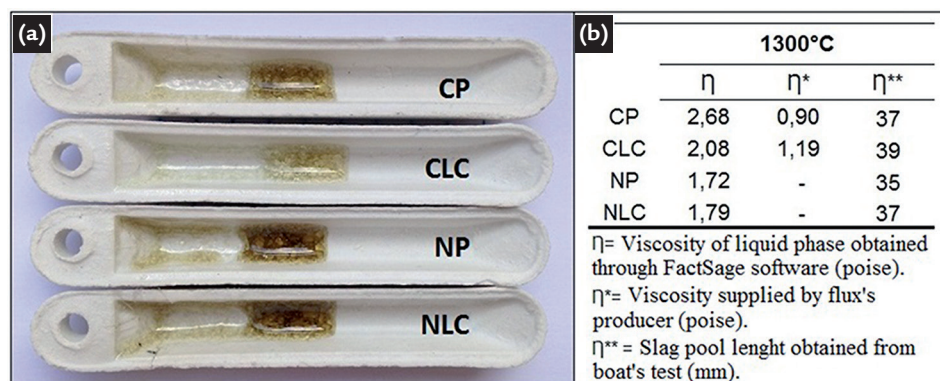 (a)
CP
CLC
NP
NLC
(b)
1300°C
η η* η**
CP 2,68 0,90 37
CLC 2,08 1,19 39
NP 1,72 - 35
NLC 1,79 - 37
η= Viscosity of liquid phase obtained
through FactSage software (poise).
η*= Viscosity supplied by flux's
producer (poise).
η** = Slag pool lenght obtained from
boat's test (mm).